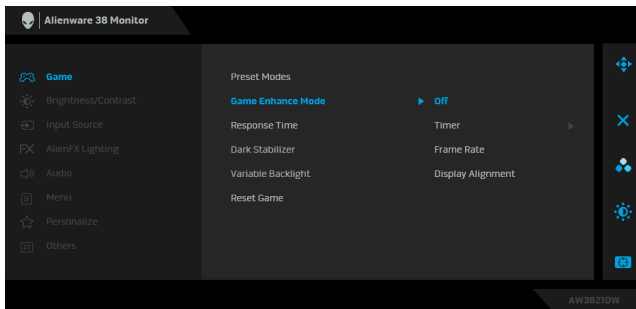 Alienware 38 Monitor
Game
Brightness/Contrast
Input Source
FX AlienFX Lighting
Audio
Menu
Personalize
Others
Preset Modes
Game Enhance Mode
Response Time
Dark Stabilizer
Variable Backlight
Reset Game
Off
Timer
Frame Rate
Display Alignment
AW3821DW